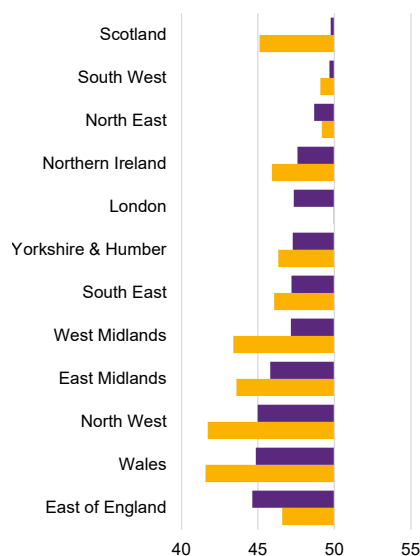 Scotland
South West
North East
Northern Ireland
London
Yorkshire & Humber
South East
West Midlands
East Midlands
North West
Wales
East of England
40 45 50 55